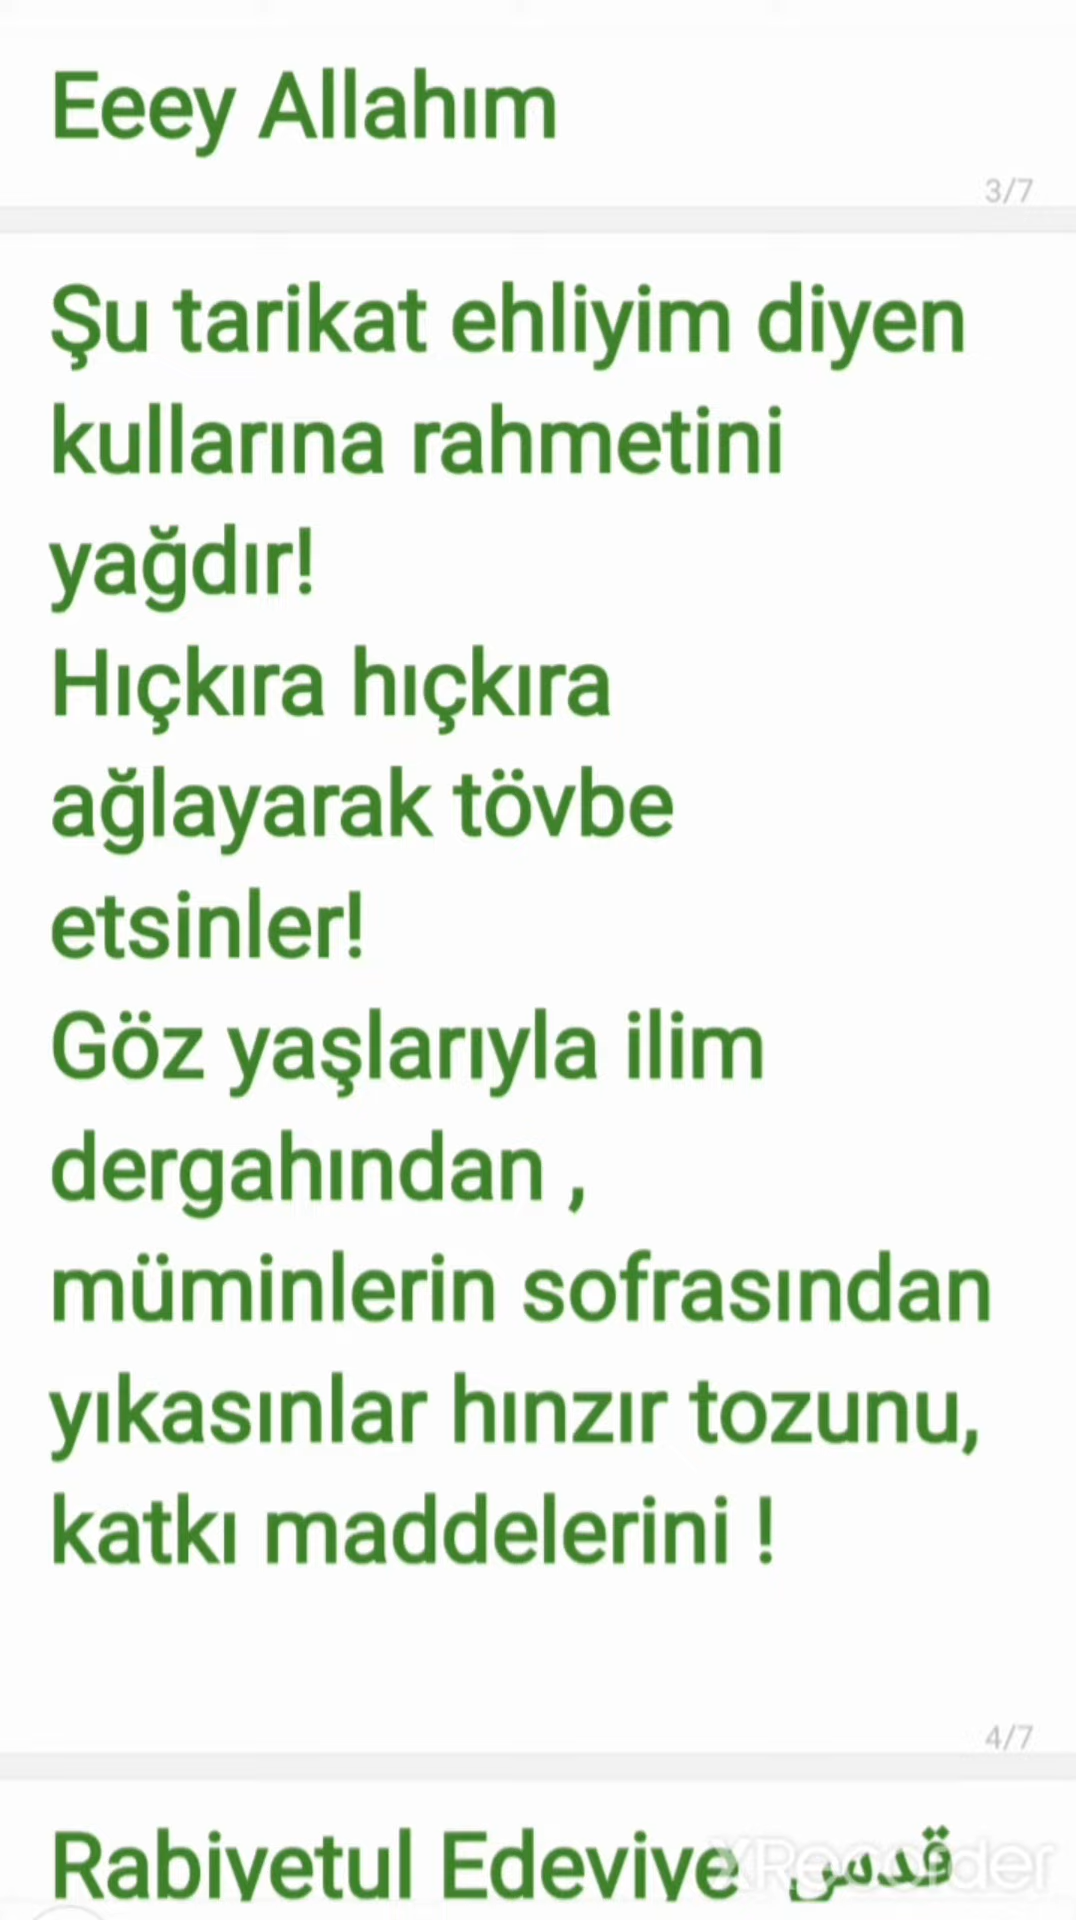 Eeey Allahım
3/7
Şu tarikat ehliyim diyen
kullarına rahmetini
yağdır!
Hıçkıra hıçkıra
ağlayarak tövbe
etsinler!
Göz yaşlarıyla ilim
dergahından ,
müminlerin sofrasından
yıkasınlar hınzır tozunu,
katkı maddelerini !
4/7
Rabiyetul Edeviye قدس
XRecorder